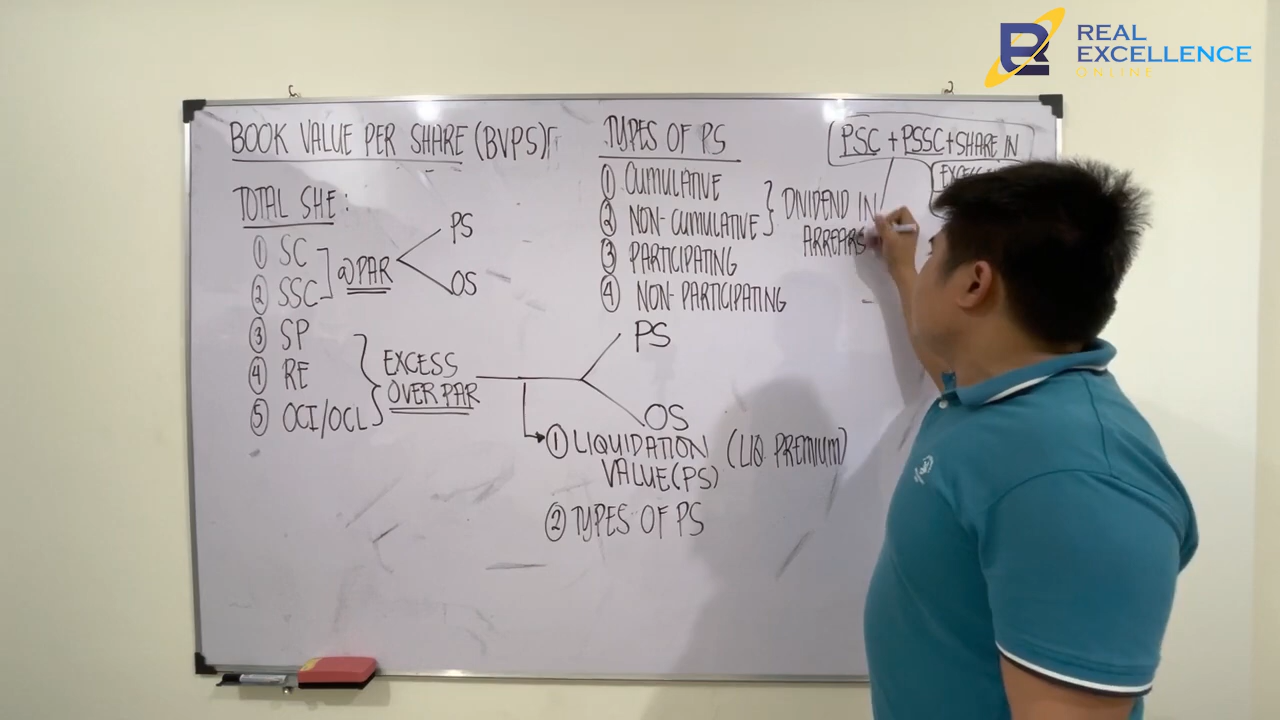 REAL
EXCELLENCE
ONLINE
BOOK VALUE PER SHARE (BVPS)
TOTAL SHE:
① SC
② SSC
@PAR
PS
OS
③ SP
④ RE
⑤ OCI/OCL
EXCESS
OVER PAR
PS
OS
① LIQUIDATION (LIQ PREMIUM)
VALUE(PS)
② TYPES OF PS
TYPES OF PS
① CUMULATIVE
② NON-CUMULATIVE
③ PARTICIPATING
④ NON-PARTICIPATING
DIVIDEND IN
ARREARS
PSC + PSSC + SHARE IN